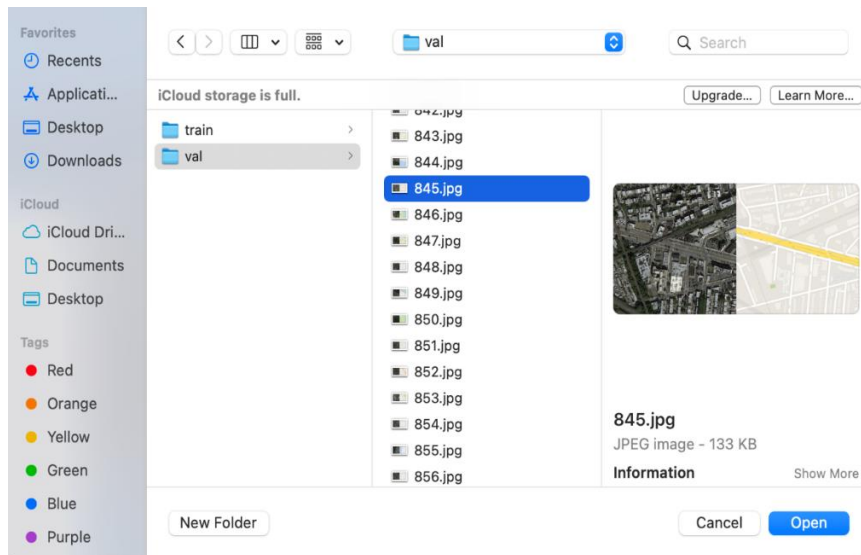 Favorites
Recents
Applicati...
Desktop
Downloads
iCloud
iCloud Dri...
Documents
Desktop
Tags
Red
Orange
Yellow
Green
Blue
Purple
val
Search
iCloud storage is full.
Upgrade...
Learn More...
train
val
842.jpg
843.jpg
844.jpg
845.jpg
846.jpg
847.jpg
848.jpg
849.jpg
850.jpg
851.jpg
852.jpg
853.jpg
854.jpg
855.jpg
856.jpg
845.jpg
JPEG image - 133 KB
Information Show More
New Folder
Cancel
Open